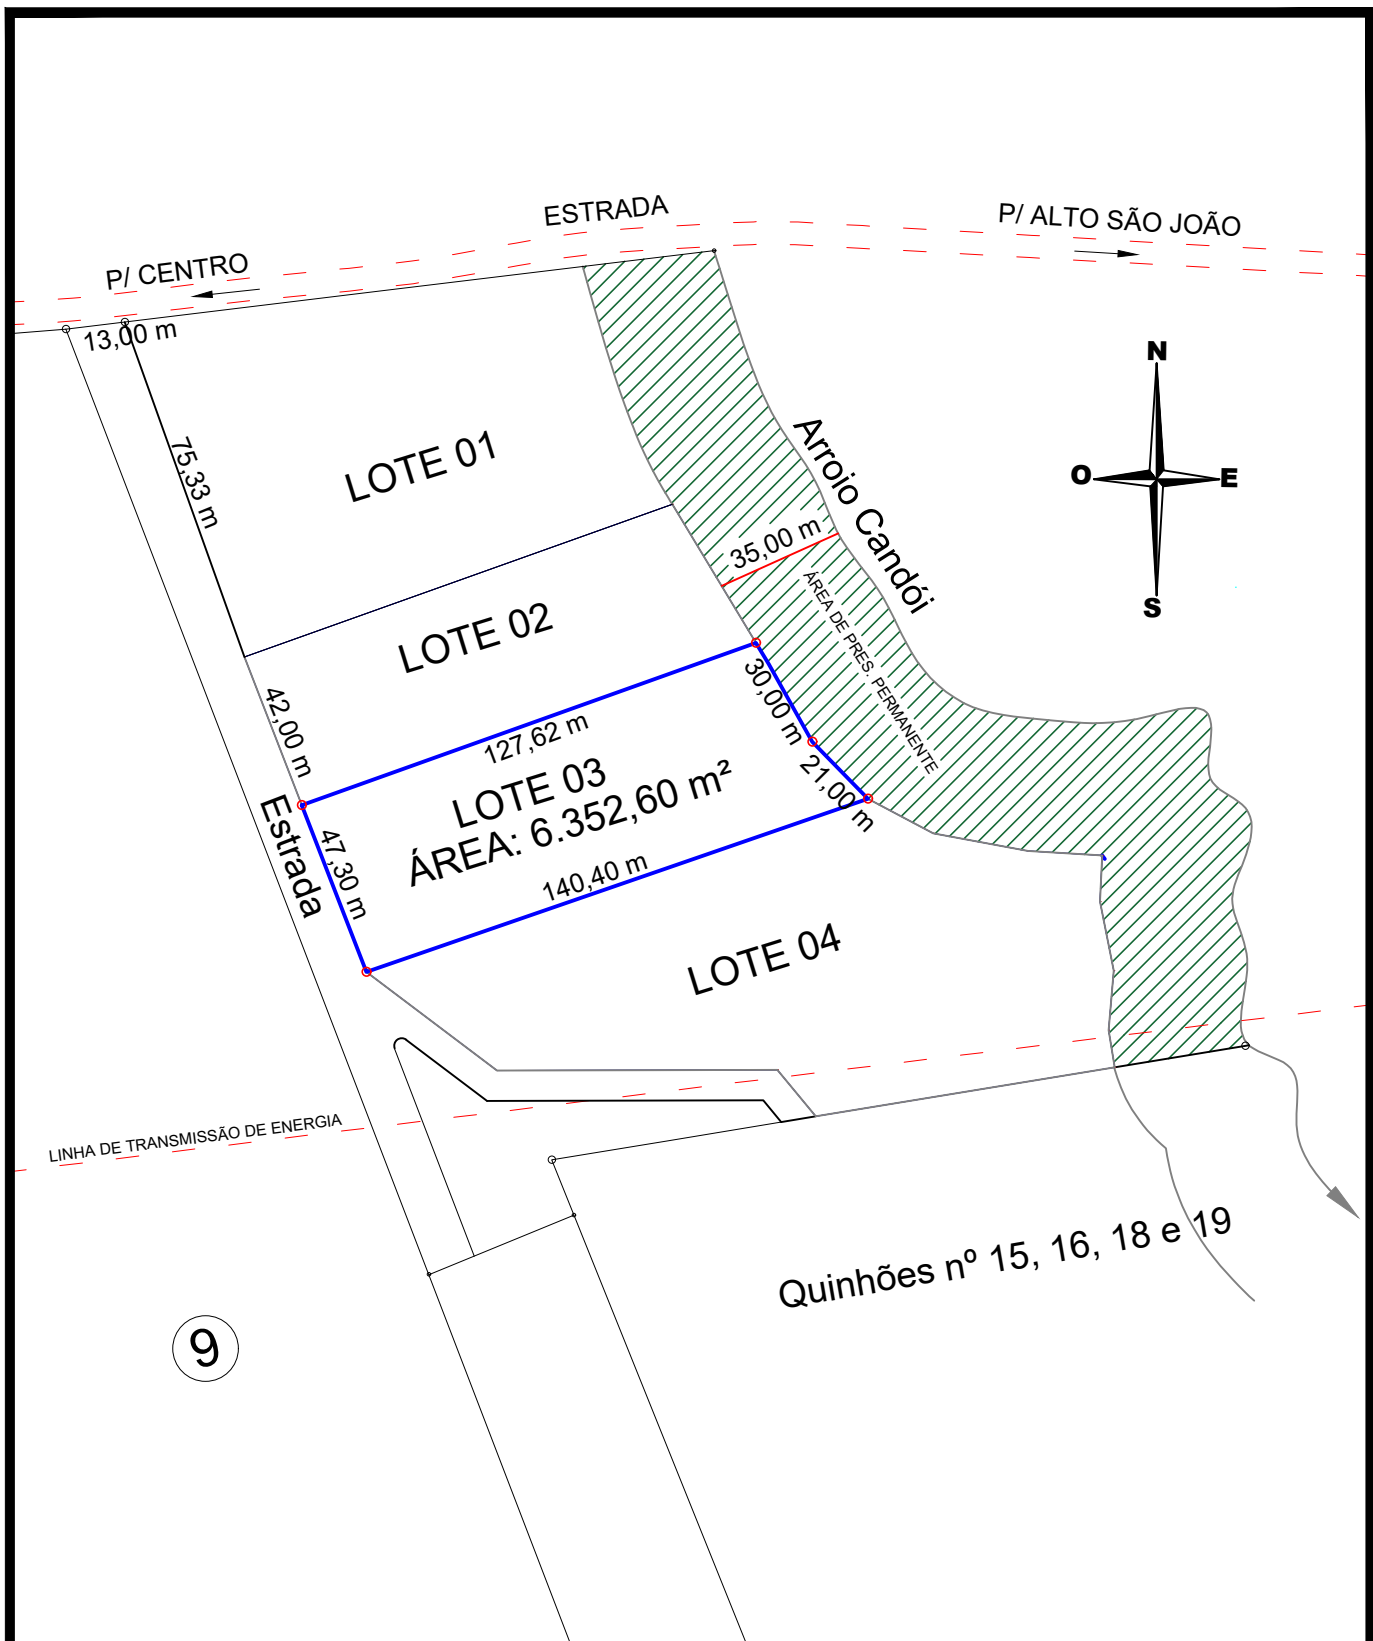 ESTRADA
P/ ALTO SÃO JOÃO
P/ CENTRO
13,00 m
N
O
E
S
75,33 m
LOTE 01
Arroio Candói
35,00 m
ÁREA DE PRES. PERMANENTE
LOTE 02
42,00 m
30,00 m
127,62 m
21,00 m
LOTE 03
ÁREA: 6.352,60 m²
Estrada
47,30 m
140,40 m
LOTE 04
LINHA DE TRANSMISSÃO DE ENERGIA
Quinhões nº 15, 16, 18 e 19
9